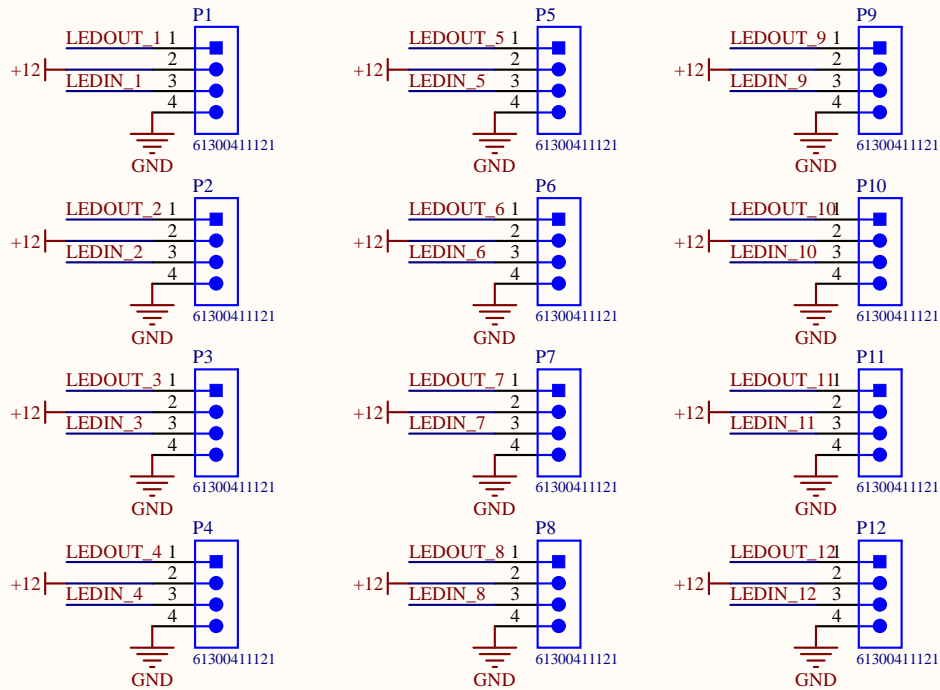 P1
LEDOUT_1 1
+12 2
LEDIN_1 3
4
61300411121
GND
P5
LEDOUT_5 1
+12 2
LEDIN_5 3
4
61300411121
GND
P9
LEDOUT_9 1
+12 2
LEDIN_9 3
4
61300411121
GND
P2
LEDOUT_2 1
+12 2
LEDIN_2 3
4
61300411121
GND
P6
LEDOUT_6 1
+12 2
LEDIN_6 3
4
61300411121
GND
P10
LEDOUT_10 1
+12 2
LEDIN_10 3
4
61300411121
GND
P3
LEDOUT_3 1
+12 2
LEDIN_3 3
4
61300411121
GND
P7
LEDOUT_7 1
+12 2
LEDIN_7 3
4
61300411121
GND
P11
LEDOUT_11 1
+12 2
LEDIN_11 3
4
61300411121
GND
P4
LEDOUT_4 1
+12 2
LEDIN_4 3
4
61300411121
GND
P8
LEDOUT_8 1
+12 2
LEDIN_8 3
4
61300411121
GND
P12
LEDOUT_12 1
+12 2
LEDIN_12 3
4
61300411121
GND